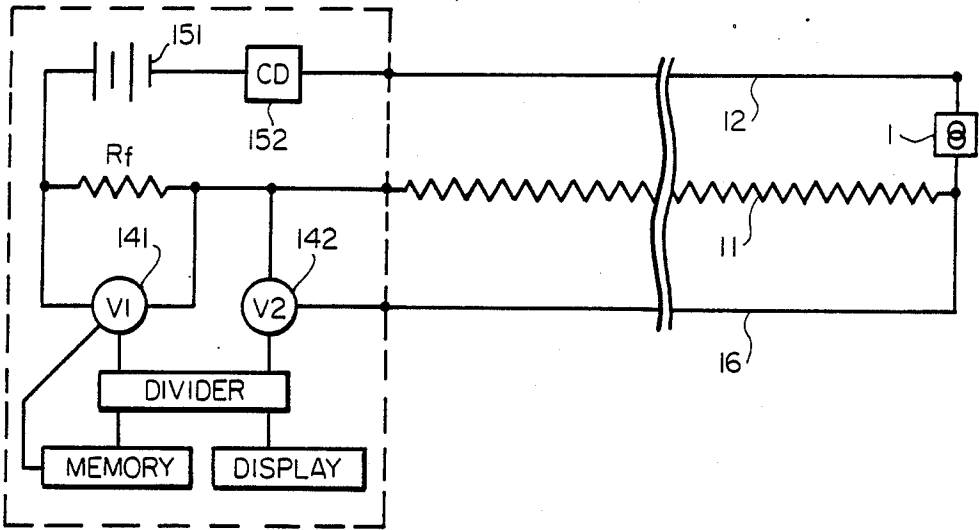 151
CD
152
12
1
Rf
11
141
142
V1
V2
16
DIVIDER
MEMORY
DISPLAY